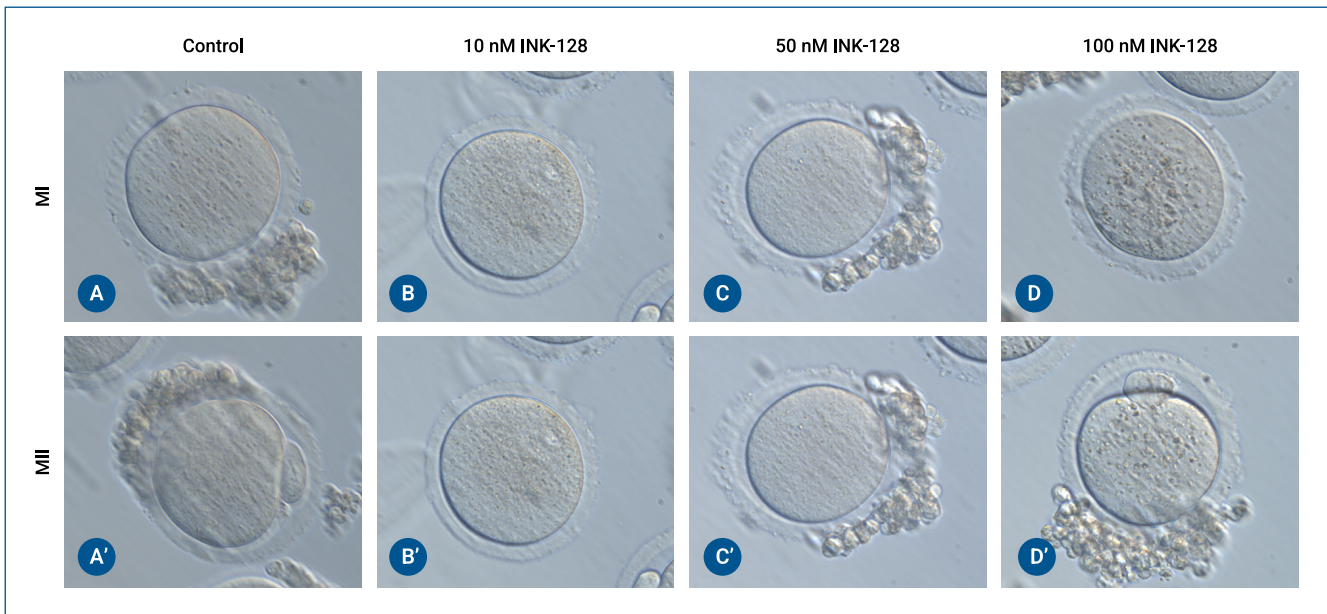 Control 10 nM INK-128 50 nM INK-128 100 nM INK-128
MI
A B C D
MII
A’ B’ C’ D’